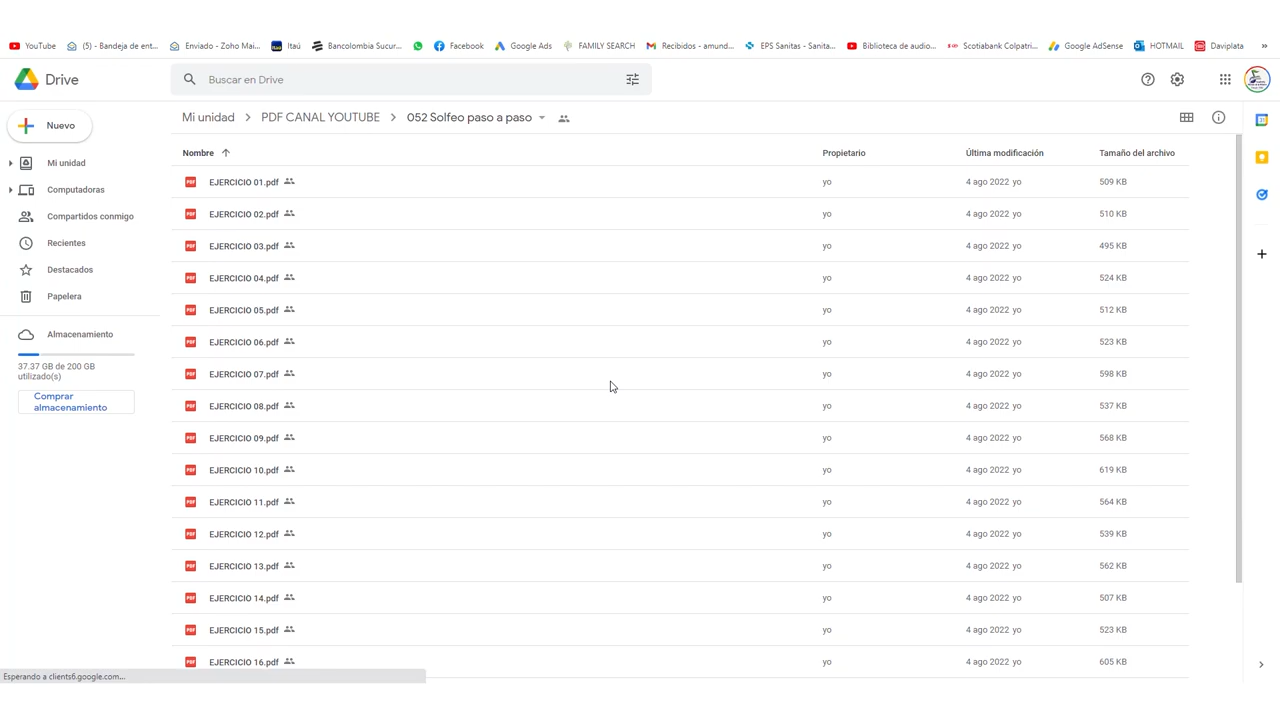 YouTube (5) - Bandeja de ent... Enviado - Zoho Mai... Itaú Bancolombia Sucur... Facebook Google Ads FAMILY SEARCH Recibidos - amund... EPS Sanitas - Sanita... Biblioteca de audio... Scotiabank Colpatri... Google AdSense HOTMAIL Daviplata »
Drive
Buscar en Drive
Nuevo
Mi unidad
Computadoras
Compartidos conmigo
Recientes
Destacados
Papelera
Almacenamiento
37.37 GB de 200 GB
utilizado(s)
Comprar
almacenamiento
Mi unidad > PDF CANAL YOUTUBE > 052 Solfeo paso a paso
Nombre Propietario Última modificación Tamaño del archivo
EJERCICIO 01.pdf yo 4 ago 2022 yo 509 KB
EJERCICIO 02.pdf yo 4 ago 2022 yo 510 KB
EJERCICIO 03.pdf yo 4 ago 2022 yo 495 KB
EJERCICIO 04.pdf yo 4 ago 2022 yo 524 KB
EJERCICIO 05.pdf yo 4 ago 2022 yo 512 KB
EJERCICIO 06.pdf yo 4 ago 2022 yo 523 KB
EJERCICIO 07.pdf yo 4 ago 2022 yo 598 KB
EJERCICIO 08.pdf yo 4 ago 2022 yo 537 KB
EJERCICIO 09.pdf yo 4 ago 2022 yo 568 KB
EJERCICIO 10.pdf yo 4 ago 2022 yo 619 KB
EJERCICIO 11.pdf yo 4 ago 2022 yo 564 KB
EJERCICIO 12.pdf yo 4 ago 2022 yo 539 KB
EJERCICIO 13.pdf yo 4 ago 2022 yo 562 KB
EJERCICIO 14.pdf yo 4 ago 2022 yo 507 KB
EJERCICIO 15.pdf yo 4 ago 2022 yo 523 KB
EJERCICIO 16.pdf yo 4 ago 2022 yo 605 KB
Esperando a clients6.google.com...